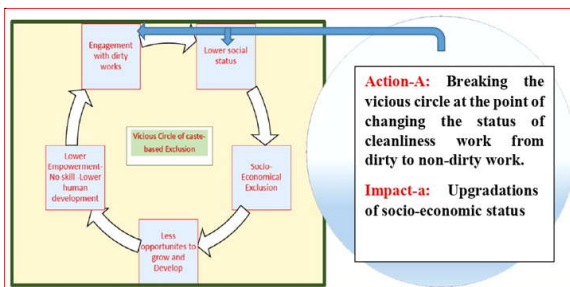 Engagement
with dirty
works
Lower social
status
Vicious Circle of caste-
based Exclusion
Lower
Empowerment-
No skill -Lower
human
development
Socio-
Economical
Exclusion
Less
opportunites to
grow and
Develop
Action-A: Breaking the
vicious circle at the point of
changing the status of
cleanliness work from
dirty to non-dirty work.
Impact-a: Upgradations
of socio-economic status